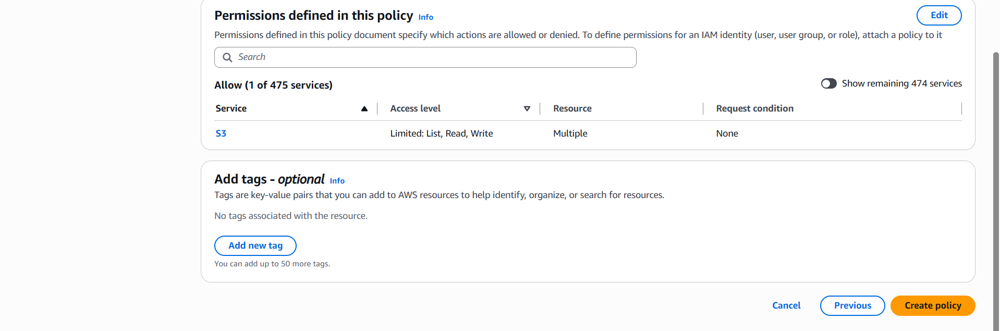 Permissions defined in this policy Info
Edit
Permissions defined in this policy document specify which actions are allowed or denied. To define permissions for an IAM identity (user, user group, or role), attach a policy to it
Search
Allow (1 of 475 services)
Show remaining 474 services
Service Access level Resource Request condition
S3 Limited: List, Read, Write Multiple None
Add tags - optional Info
Tags are key-value pairs that you can add to AWS resources to help identify, organize, or search for resources.
No tags associated with the resource.
Add new tag
You can add up to 50 more tags.
Cancel Previous Create policy